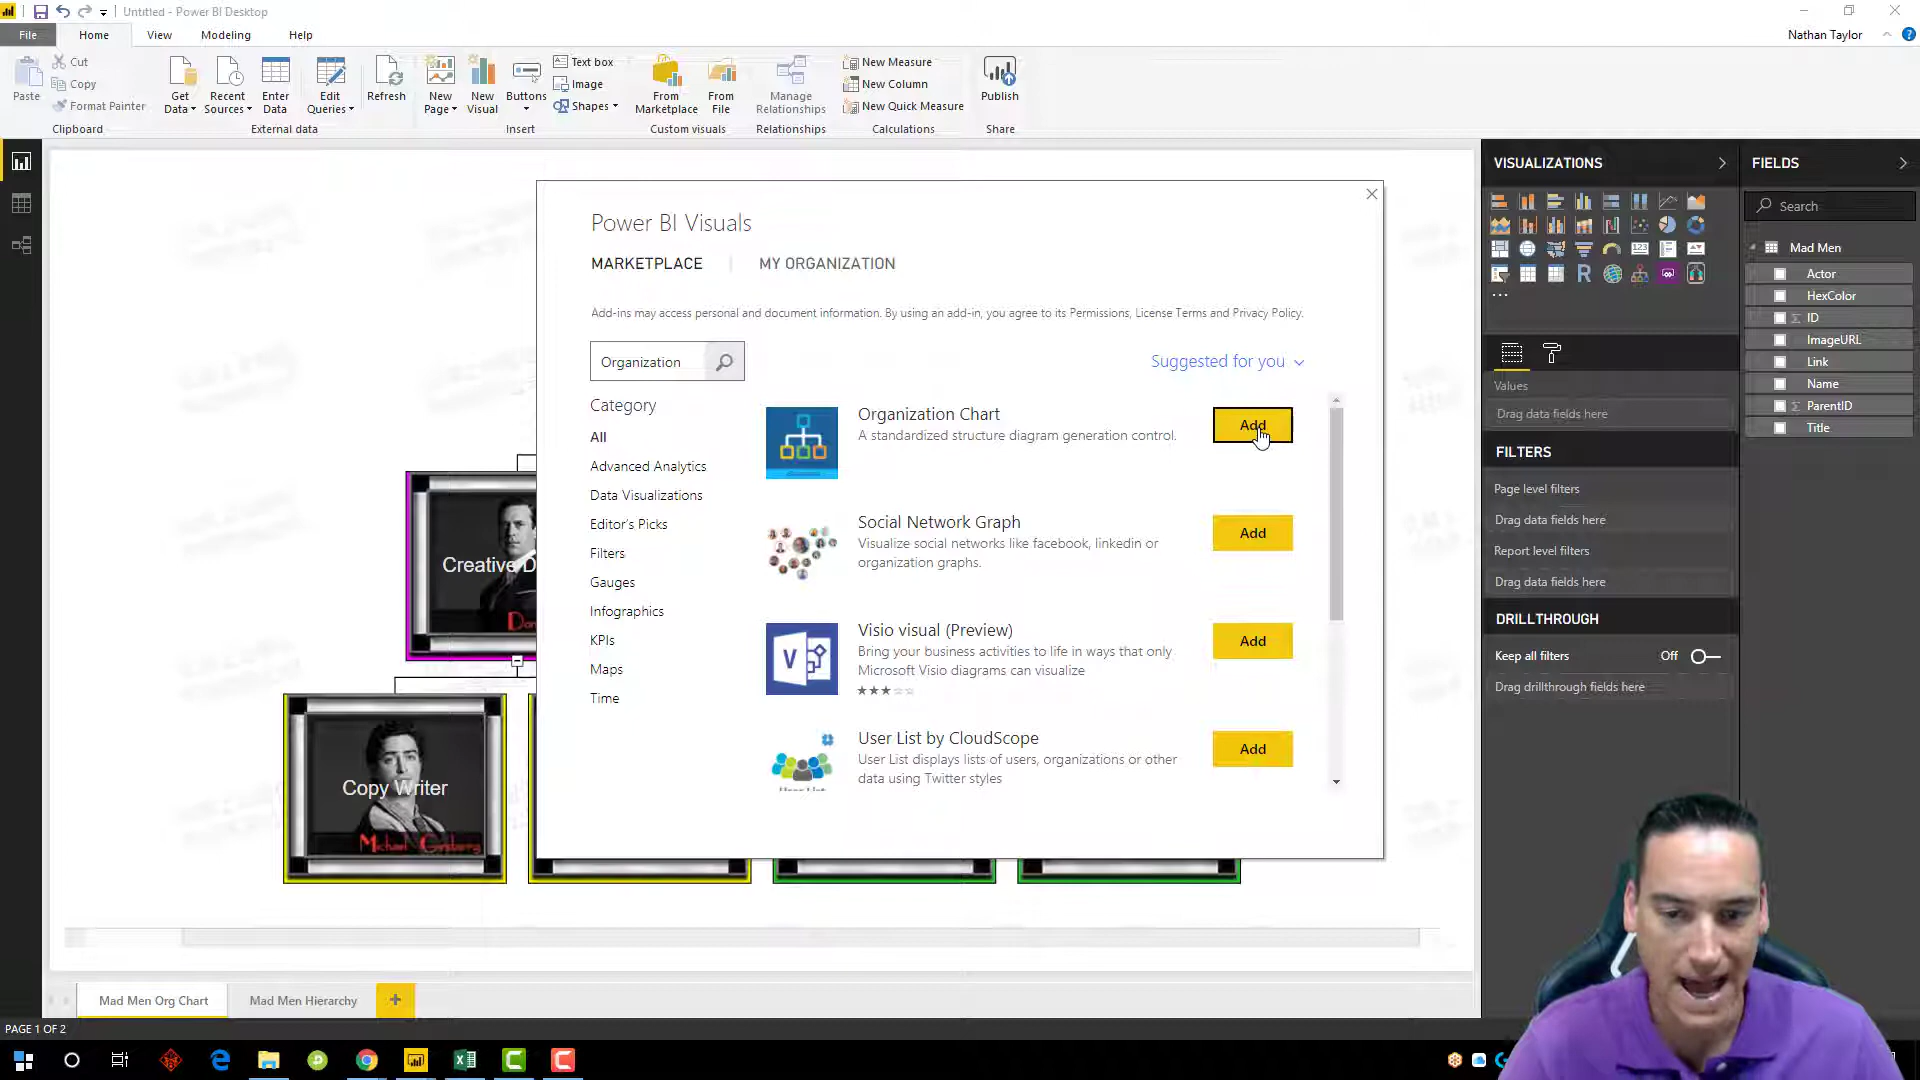 Untitled - Power BI Desktop
File
Home
View
Modeling
Help
Nathan Taylor
Paste
Cut
Copy
Format Painter
Clipboard
Get Data
Recent Sources
Enter Data
Edit Queries
External data
Refresh
New Page
New Visual
Buttons
Text box
Image
Shapes
Insert
From Marketplace
From File
Custom visuals
Manage Relationships
Relationships
New Measure
New Column
New Quick Measure
Calculations
Publish
Share
Power BI Visuals
MARKETPLACE | MY ORGANIZATION
Add-ins may access personal and document information. By using an add-in, you agree to its Permissions, License Terms and Privacy Policy.
Organization
Suggested for you
Category
All
Advanced Analytics
Data Visualizations
Editor's Picks
Filters
Gauges
Infographics
KPIs
Maps
Time
Organization Chart
A standardized structure diagram generation control.
Add
Social Network Graph
Visualize social networks like facebook, linkedin or
organization graphs.
Add
Visio visual (Preview)
Bring your business activities to life in ways that only
Microsoft Visio diagrams can visualize
Add
User List by CloudScope
User List displays lists of users, organizations or other
data using Twitter styles
Add
Creative D
Copy Writer
Michael Ginsberg
VISUALIZATIONS
Values
Drag data fields here
FILTERS
Page level filters
Drag data fields here
Report level filters
Drag data fields here
DRILLTHROUGH
Keep all filters
Off
Drag drillthrough fields here
FIELDS
Search
Mad Men
Actor
HexColor
ID
ImageURL
Link
Name
ParentID
Title
Mad Men Org Chart
Mad Men Hierarchy
PAGE 1 OF 2